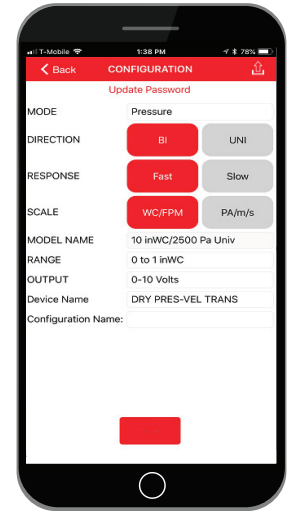 T-Mobile 1:38 PM 78%
Back CONFIGURATION
Update Password
MODE Pressure
DIRECTION BI UNI
RESPONSE Fast Slow
SCALE WC/FPM PA/m/s
MODEL NAME 10 inWC/2500 Pa Univ
RANGE 0 to 1 inWC
OUTPUT 0-10 Volts
Device Name DRY PRES-VEL TRANS
Configuration Name: